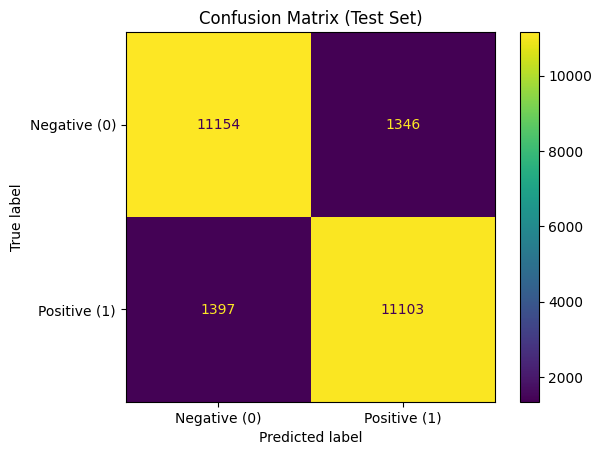 Confusion Matrix (Test Set)
True label
Negative (0)
11154
1346
Positive (1)
1397
11103
Negative (0)
Positive (1)
Predicted label
10000
8000
6000
4000
2000